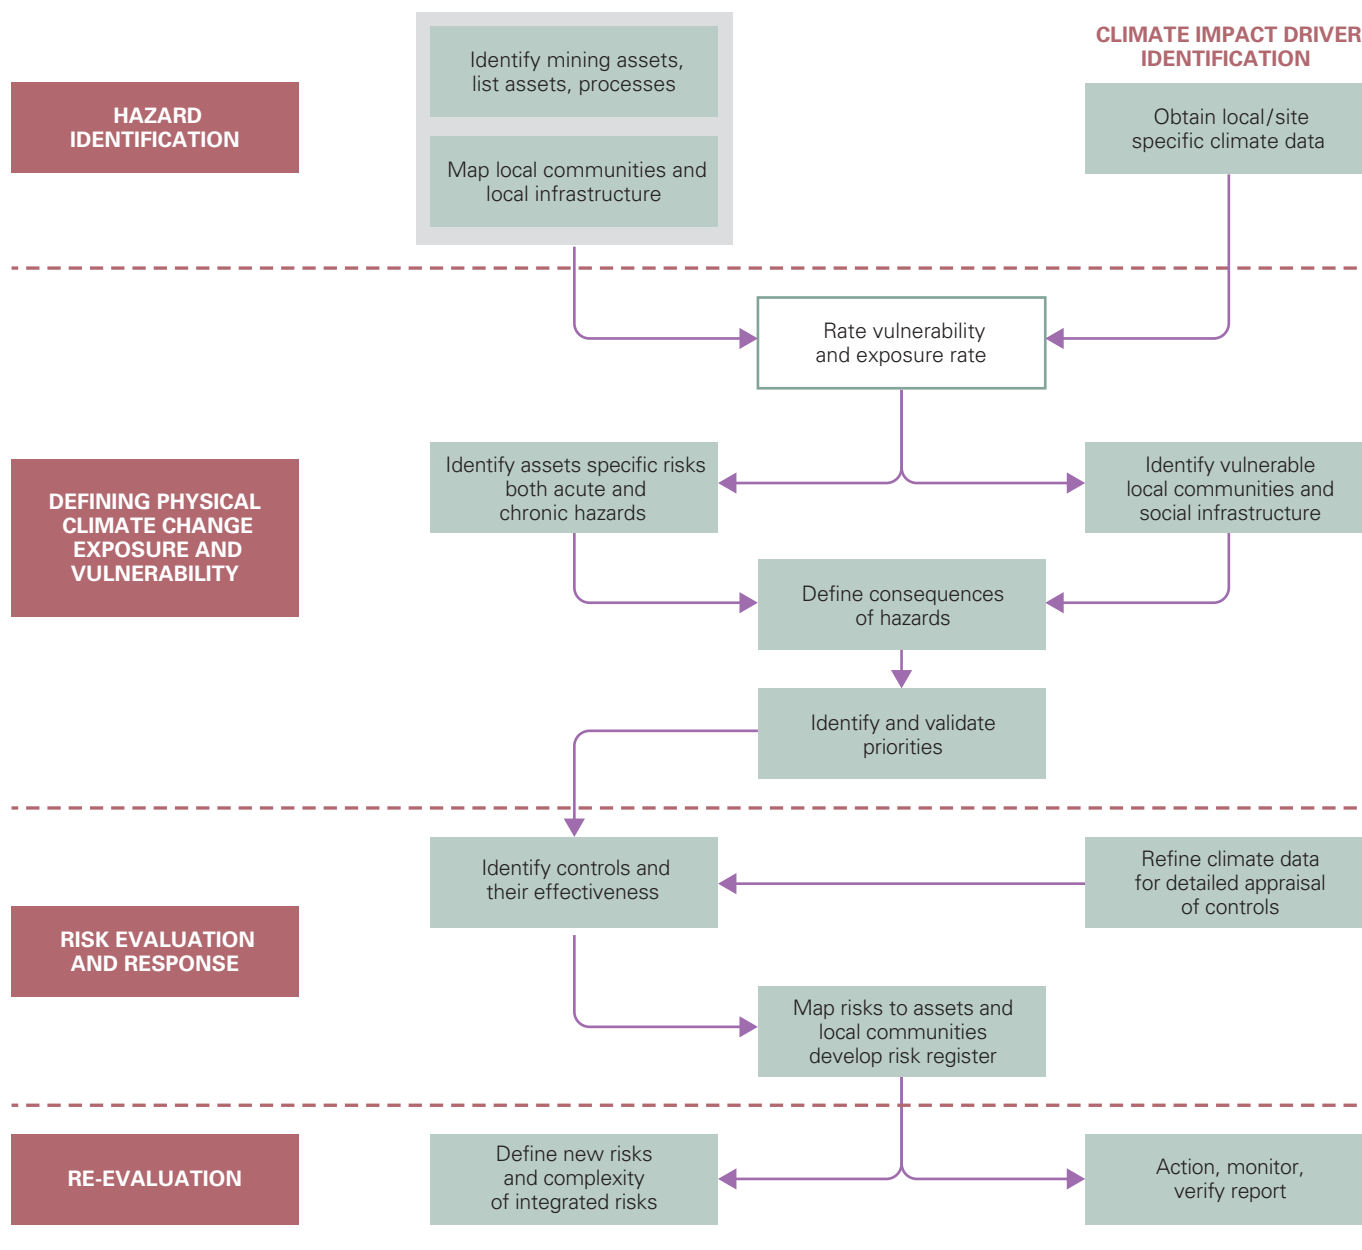 HAZARD
IDENTIFICATION
Identify mining assets,
list assets, processes
Map local communities and
local infrastructure
CLIMATE IMPACT DRIVER
IDENTIFICATION
Obtain local/site
specific climate data
Rate vulnerability
and exposure rate
DEFINING PHYSICAL
CLIMATE CHANGE
EXPOSURE AND
VULNERABILITY
Identify assets specific risks
both acute and
chronic hazards
Identify vulnerable
local communities and
social infrastructure
Define consequences
of hazards
Identify and validate
priorities
RISK EVALUATION
AND RESPONSE
Identify controls and
their effectiveness
Refine climate data
for detailed appraisal
of controls
Map risks to assets and
local communities
develop risk register
RE-EVALUATION
Define new risks
and complexity
of integrated risks
Action, monitor,
verify report